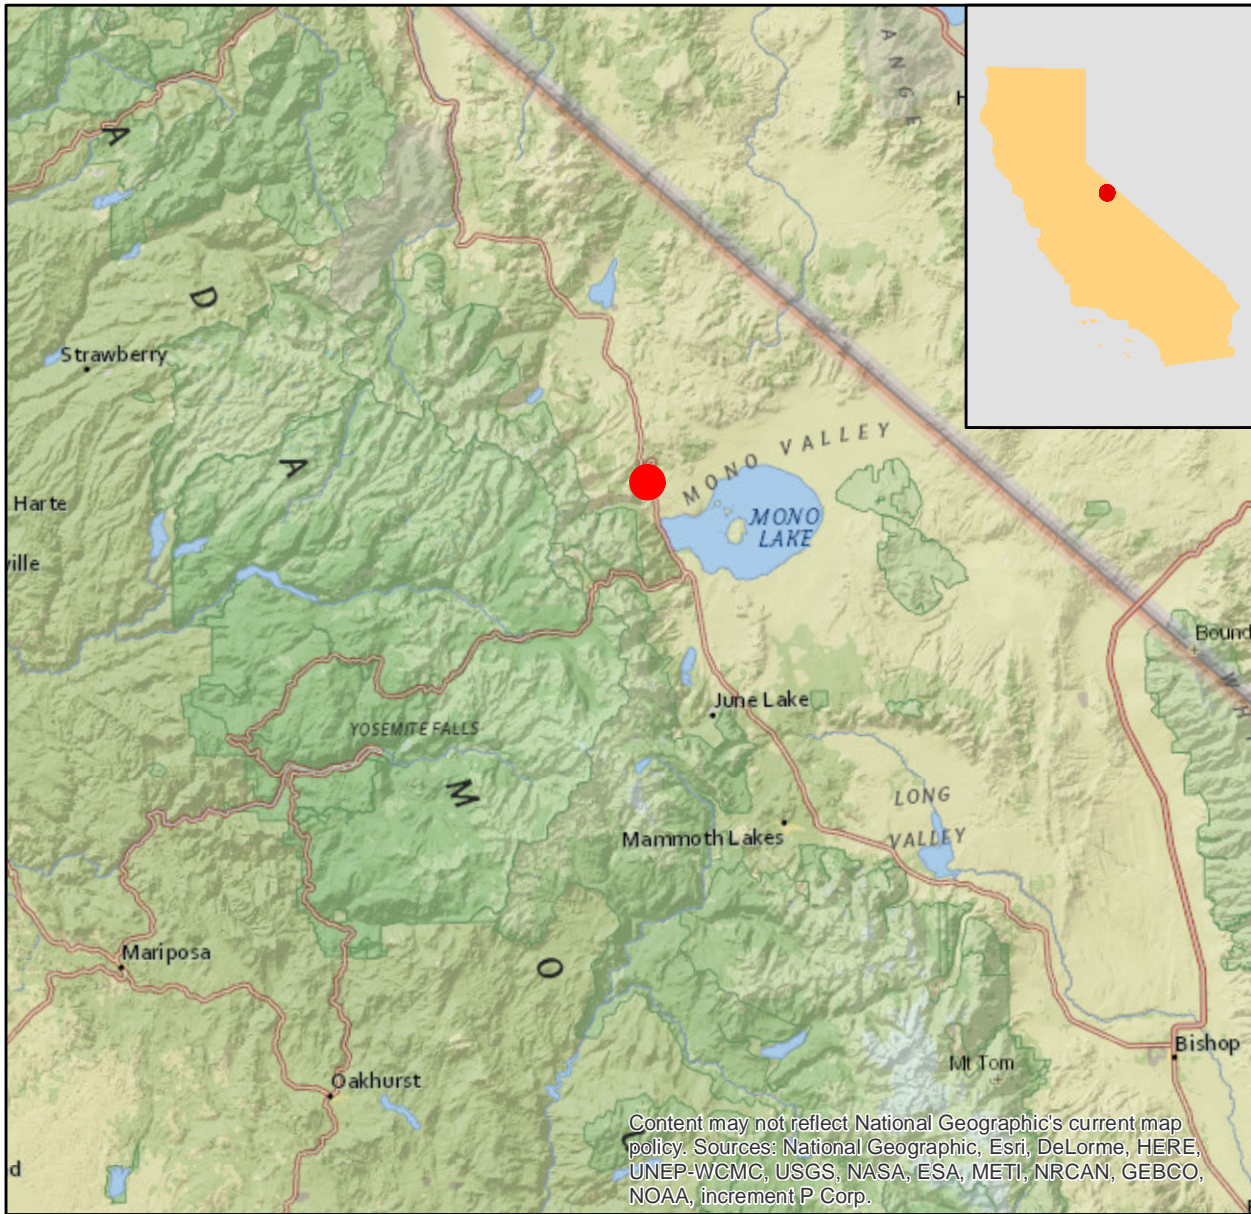 A
N
G
E
H
A
D
Strawberry
A
MONO VALLEY
MONO
LAKE
Harte
ville
Bound
W
H
June Lake
YOSEMITE FALLS
M
LONG
VALLEY
Mammoth Lakes
Mariposa
O
Bishop
Mt Tom
Oakhurst
U
d
Content may not reflect National Geographic's current map
policy. Sources: National Geographic, Esri, DeLorme, HERE,
UNEP-WCMC, USGS, NASA, ESA, METI, NRCAN, GEBCO,
NOAA, increment P Corp.